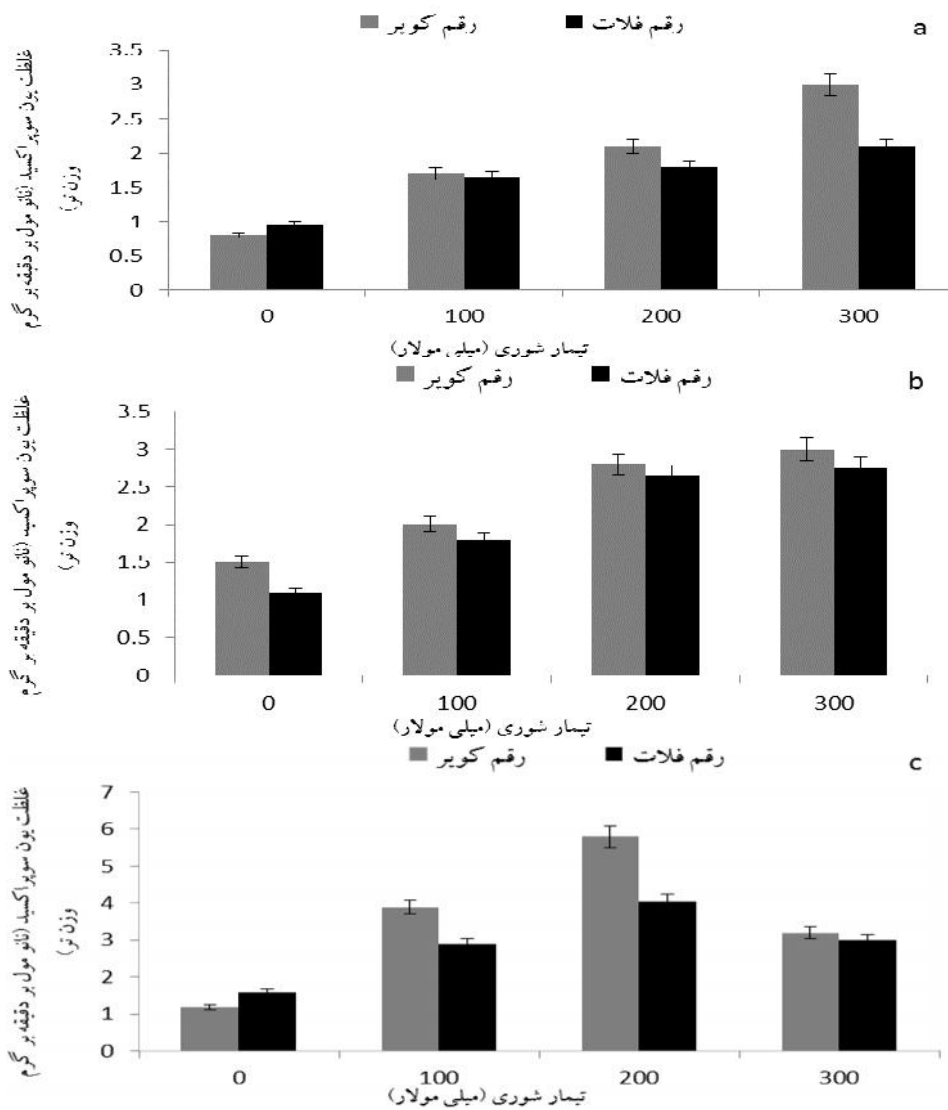 رقم کویر رقم فلات a
غلظت یون سوپراکسید (نانو مول بر دقیقه بر گرم
وزن تر)
3.5
3
2.5
2
1.5
1
0.5
0
0 100 200 300
تیمار شوری (میلی مولار)
رقم کویر رقم فلات b
غلظت یون سوپراکسید (نانو مول بر دقیقه بر گرم
وزن تر)
3.5
3
2.5
2
1.5
1
0.5
0
0 100 200 300
تیمار شوری (میلی مولار)
رقم کویر رقم فلات c
غلظت یون سوپراکسید (نانو مول بر دقیقه بر گرم
وزن تر)
7
6
5
4
3
2
1
0
0 100 200 300
تیمار شوری (میلی مولار)